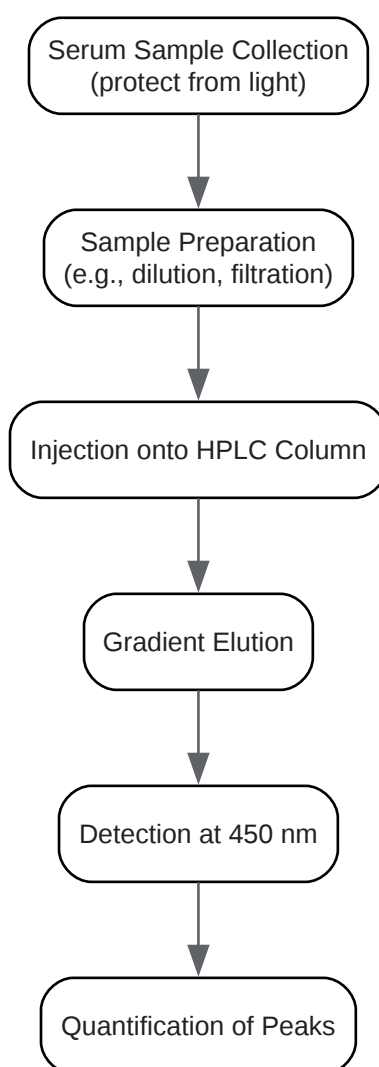 Serum Sample Collection
(protect from light)
Sample Preparation
(e.g., dilution, filtration)
Injection onto HPLC Column
Gradient Elution
Detection at 450 nm
Quantification of Peaks